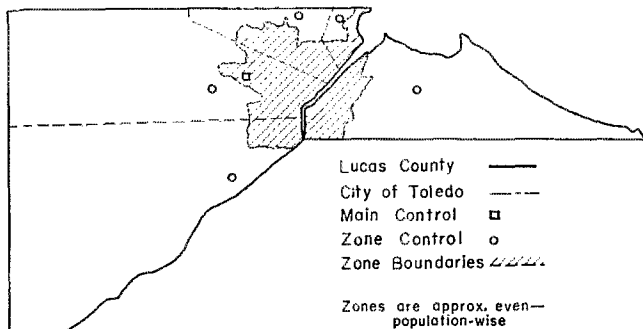 Lucas County
City of Toledo
Main Control
Zone Control
Zone Boundaries
Zones are approx. even—
population-wise